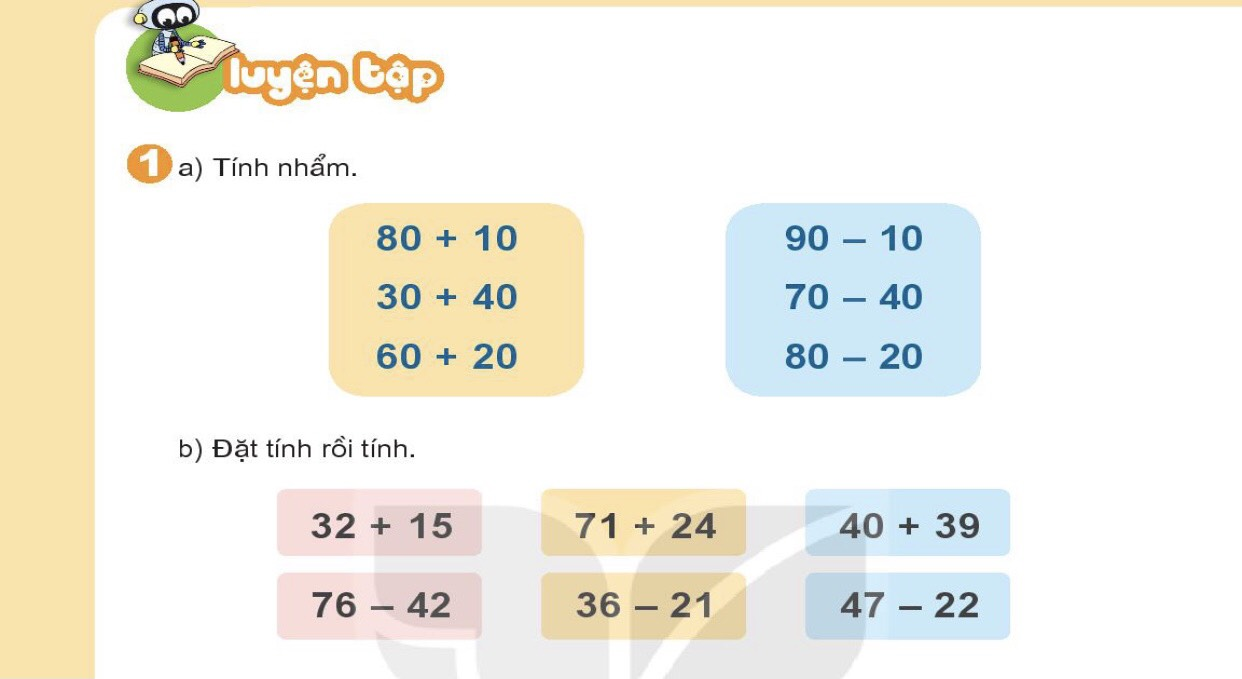 luyện tập
1 a) Tính nhẩm.
80 + 10
30 + 40
60 + 20
90 – 10
70 – 40
80 – 20
b) Đặt tính rồi tính.
32 + 15 71 + 24 40 + 39
76 – 42 36 – 21 47 – 22